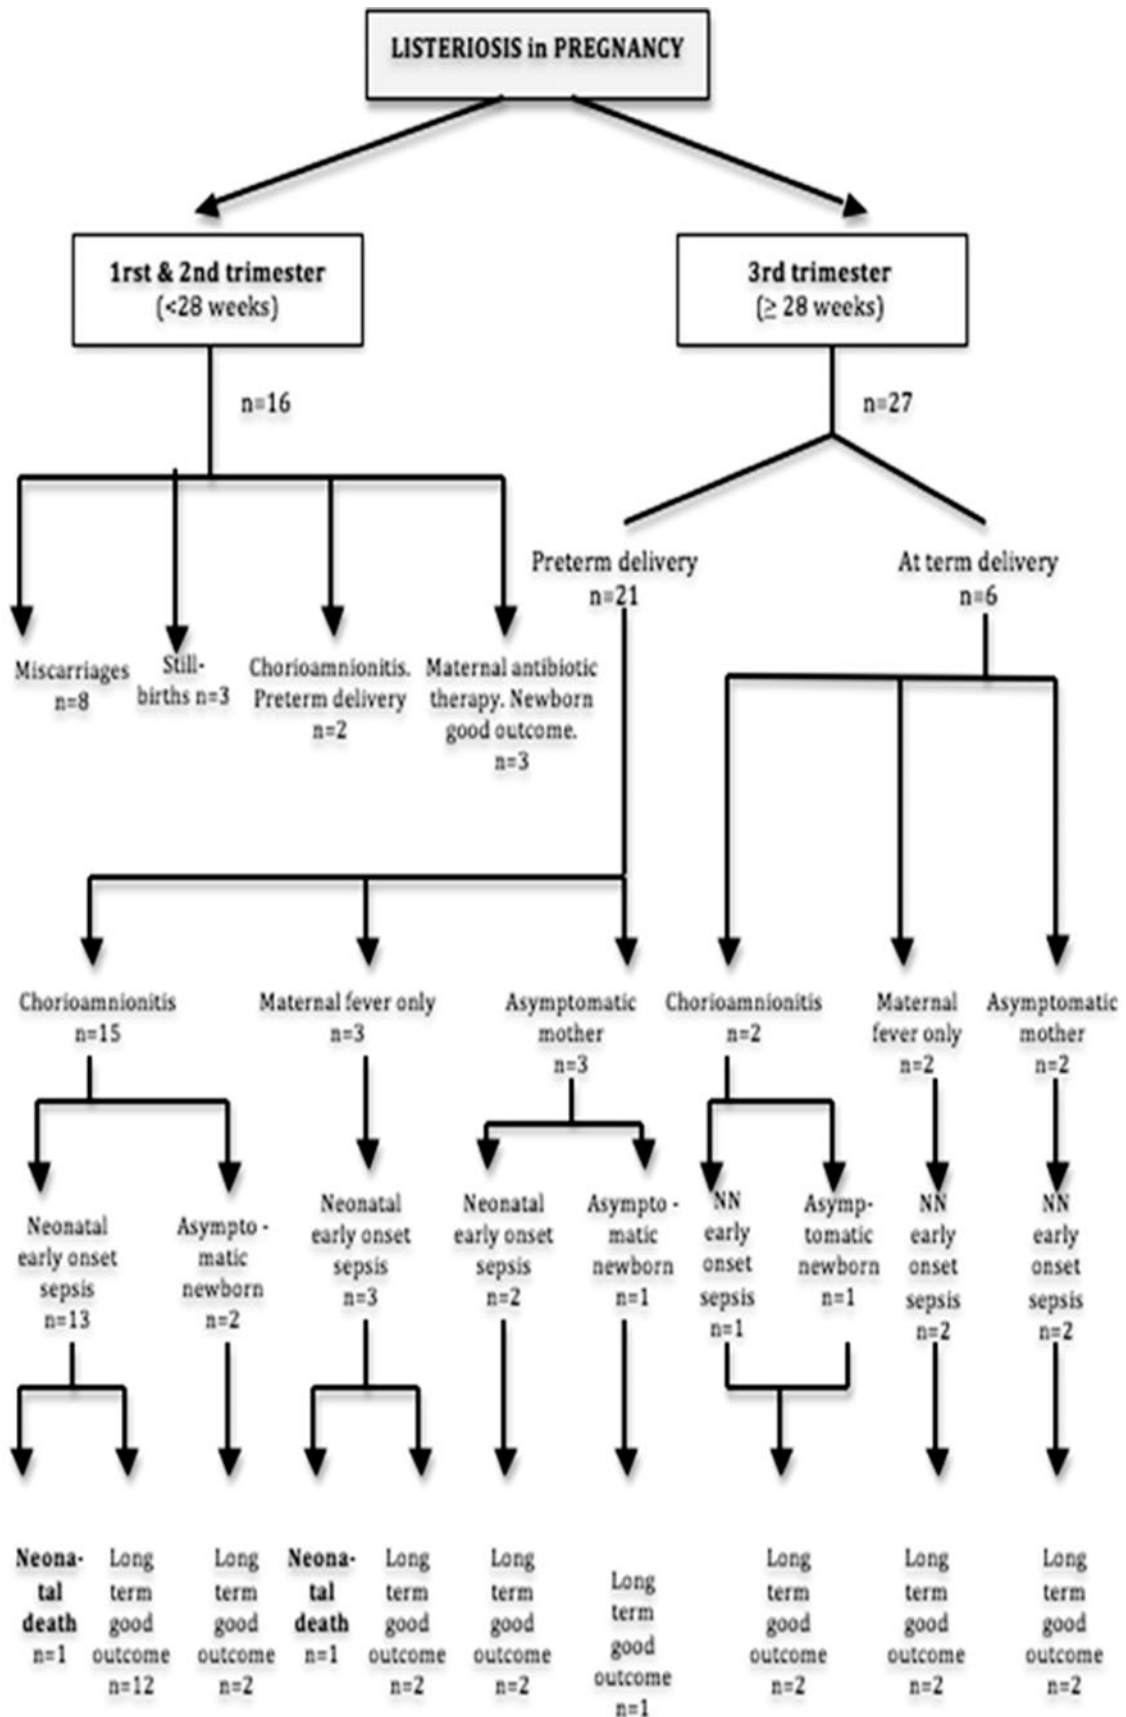 LISTERIOSIS in PREGNANCY
1rst & 2nd trimester
(<28 weeks)
3rd trimester
(≥ 28 weeks)
n=16
n=27
Preterm delivery
n=21
At term delivery
n=6
Miscarriages
n=8
Still-
births n=3
Chorioamnionitis.
Preterm delivery
n=2
Maternal antibiotic
therapy. Newborn
good outcome.
n=3
Chorioamnionitis
n=15
Maternal fever only
n=3
Asymptomatic
mother
n=3
Chorioamnionitis
n=2
Maternal
fever only
n=2
Asymptomatic
mother
n=2
Neonatal
early onset
sepsis
n=13
Asympto -
matic
newborn
n=2
Neonatal
early onset
sepsis
n=3
Neonatal
early onset
sepsis
n=2
Asympto -
matic
newborn
n=1
NN
early
onset
sepsis
n=1
Asymp-
tomatic
newborn
n=1
NN
early
onset
sepsis
n=2
NN
early
onset
sepsis
n=2
Neona-
tal
death
n=1
Long
term
good
outcome
n=12
Long
term
good
outcome
n=2
Neona-
tal
death
n=1
Long
term
good
outcome
n=2
Long
term
good
outcome
n=2
Long
term
good
outcome
n=1
Long
term
good
outcome
n=2
Long
term
good
outcome
n=2
Long
term
good
outcome
n=2